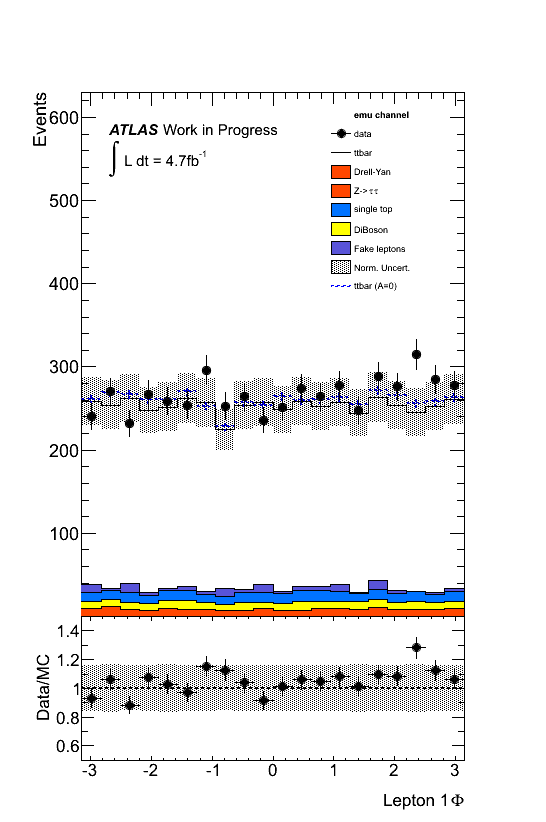 Events
600
500
400
300
200
100
ATLAS Work in Progress
∫ L dt = 4.7fb⁻¹
emu channel
data
ttbar
Drell-Yan
Z->ττ
single top
DiBoson
Fake leptons
Norm. Uncert.
ttbar (A=0)
Data/MC
1.4
1.2
1
0.8
0.6
-3 -2 -1 0 1 2 3
Lepton 1 Φ